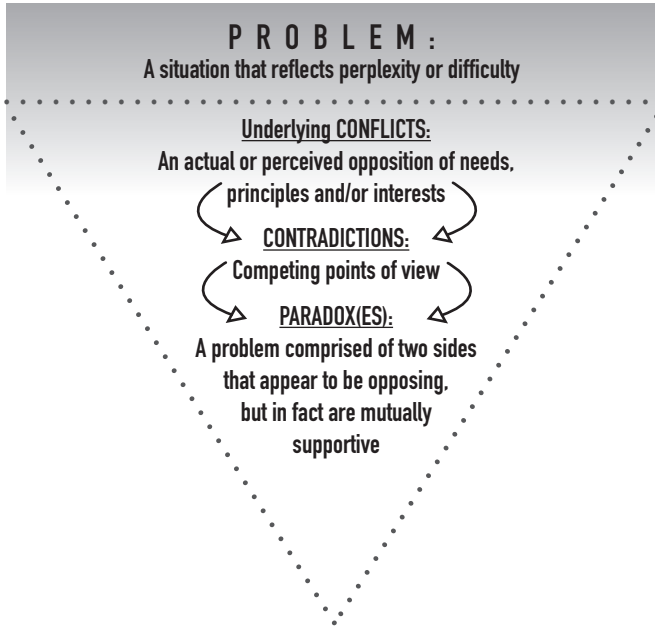 PROBLEM:
A situation that reflects perplexity or difficulty
Underlying CONFLICTS:
An actual or perceived opposition of needs,
principles and/or interests
CONTRADICTIONS:
Competing points of view
PARADOX(ES):
A problem comprised of two sides
that appear to be opposing,
but in fact are mutually
supportive